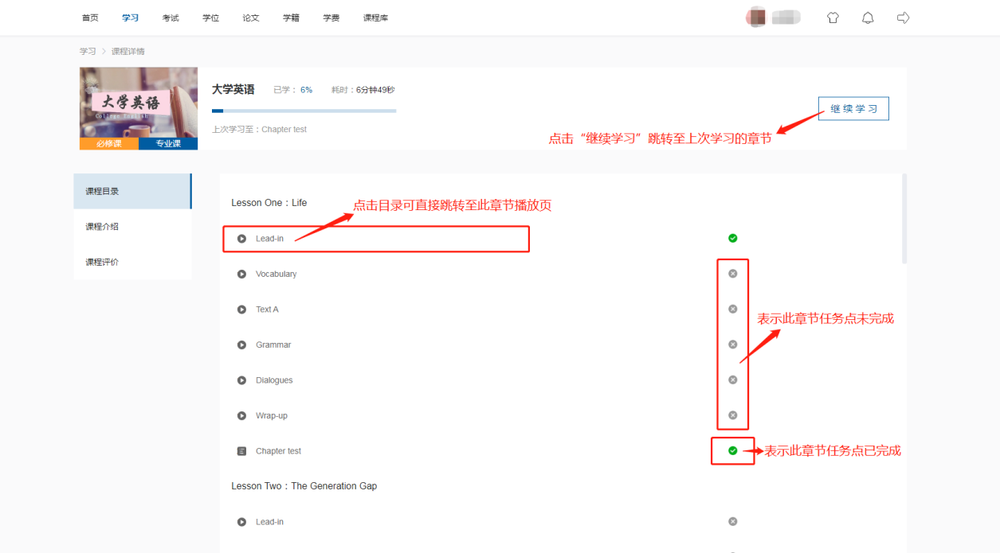 首页 学习 考试 学位 论文 学籍 学费 课程库
学习 > 课程详情
大学英语
College English
必修课 专业课
大学英语 已学： 6% 耗时：6分钟49秒
上次学习至：Chapter test
继续学习
点击“继续学习”跳转至上次学习的章节
课程目录
课程介绍
课程评价
Lesson One：Life
点击目录可直接跳转至此章节播放页
Lead-in
Vocabulary
Text A
表示此章节任务点未完成
Grammar
Dialogues
Wrap-up
Chapter test
表示此章节任务点已完成
Lesson Two：The Generation Gap
Lead-in